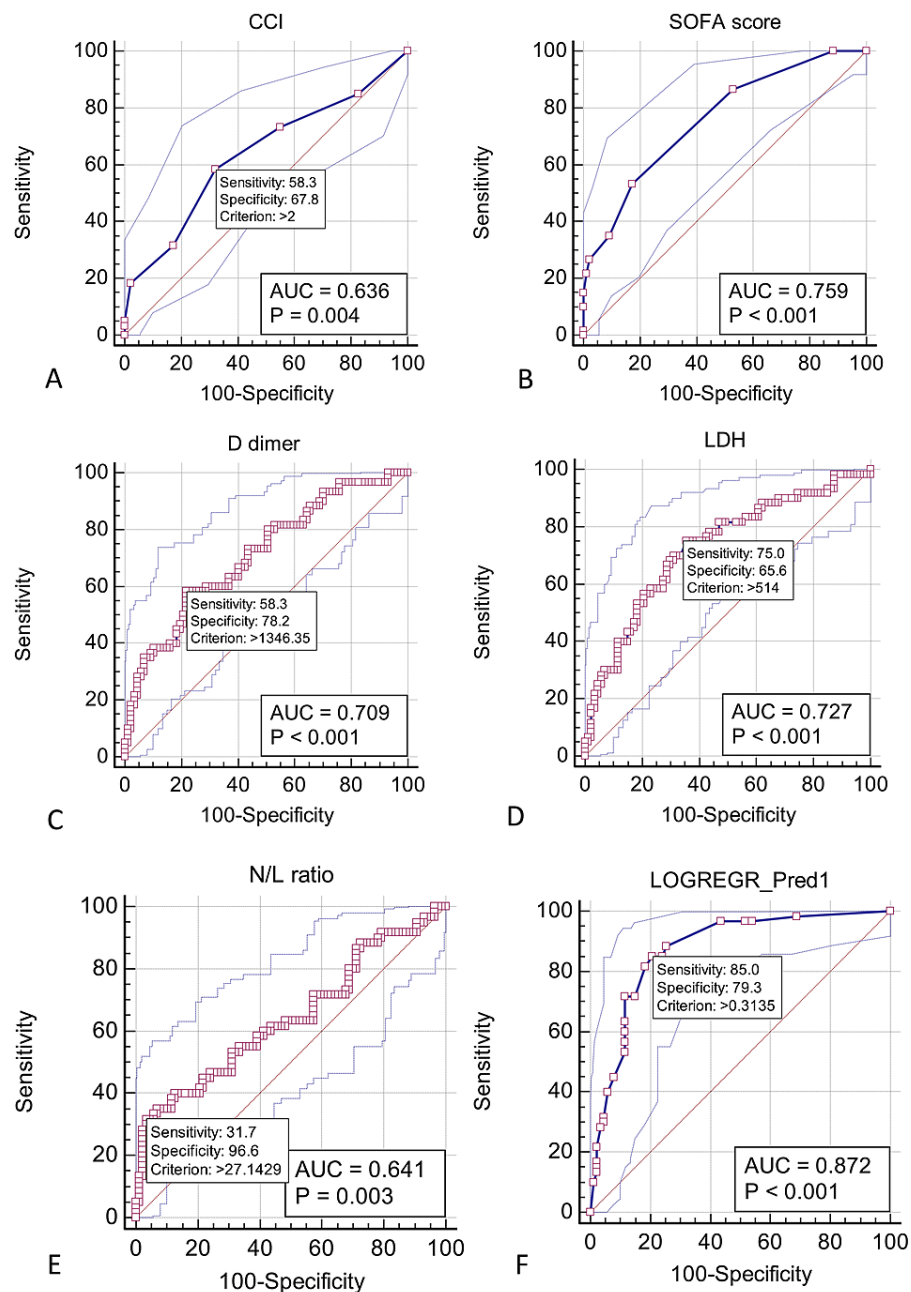 CCI
100
80
60
40
20
0
Sensitivity
Sensitivity: 58.3
Specificity: 67.8
Criterion: >2
AUC = 0.636
P = 0.004
0 20 40 60 80 100
100-Specificity
A
SOFA score
100
80
60
40
20
0
Sensitivity
AUC = 0.759
P < 0.001
0 20 40 60 80 100
100-Specificity
B
D dimer
100
80
60
40
20
0
Sensitivity
Sensitivity: 58.3
Specificity: 78.2
Criterion: >1346.35
AUC = 0.709
P < 0.001
0 20 40 60 80 100
100-Specificity
C
LDH
100
80
60
40
20
0
Sensitivity
Sensitivity: 75.0
Specificity: 65.6
Criterion: >514
AUC = 0.727
P < 0.001
0 20 40 60 80 100
100-Specificity
D
N/L ratio
100
80
60
40
20
0
Sensitivity
Sensitivity: 31.7
Specificity: 96.6
Criterion: >27.1429
AUC = 0.641
P = 0.003
0 20 40 60 80 100
100-Specificity
E
LOGREGR_Pred1
100
80
60
40
20
0
Sensitivity
Sensitivity: 85.0
Specificity: 79.3
Criterion: >0.3135
AUC = 0.872
P < 0.001
0 20 40 60 80 100
100-Specificity
F